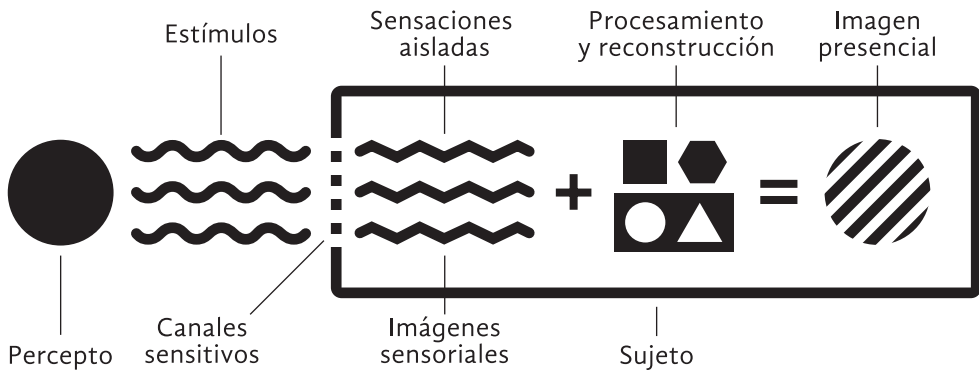 Estímulos
Sensaciones
aisladas
Procesamiento
y reconstrucción
Imagen
presencial
Percepto
Canales
sensitivos
Imágenes
sensoriales
Sujeto